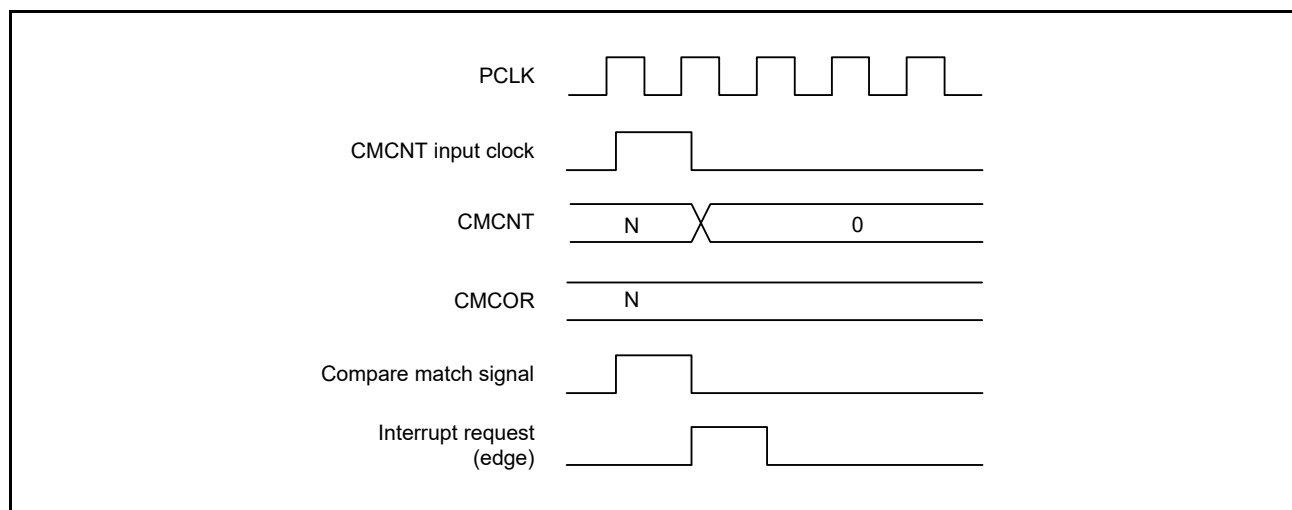 PCLK
CMCNT input clock
CMCNT
N
0
CMCOR
N
Compare match signal
Interrupt request
(edge)